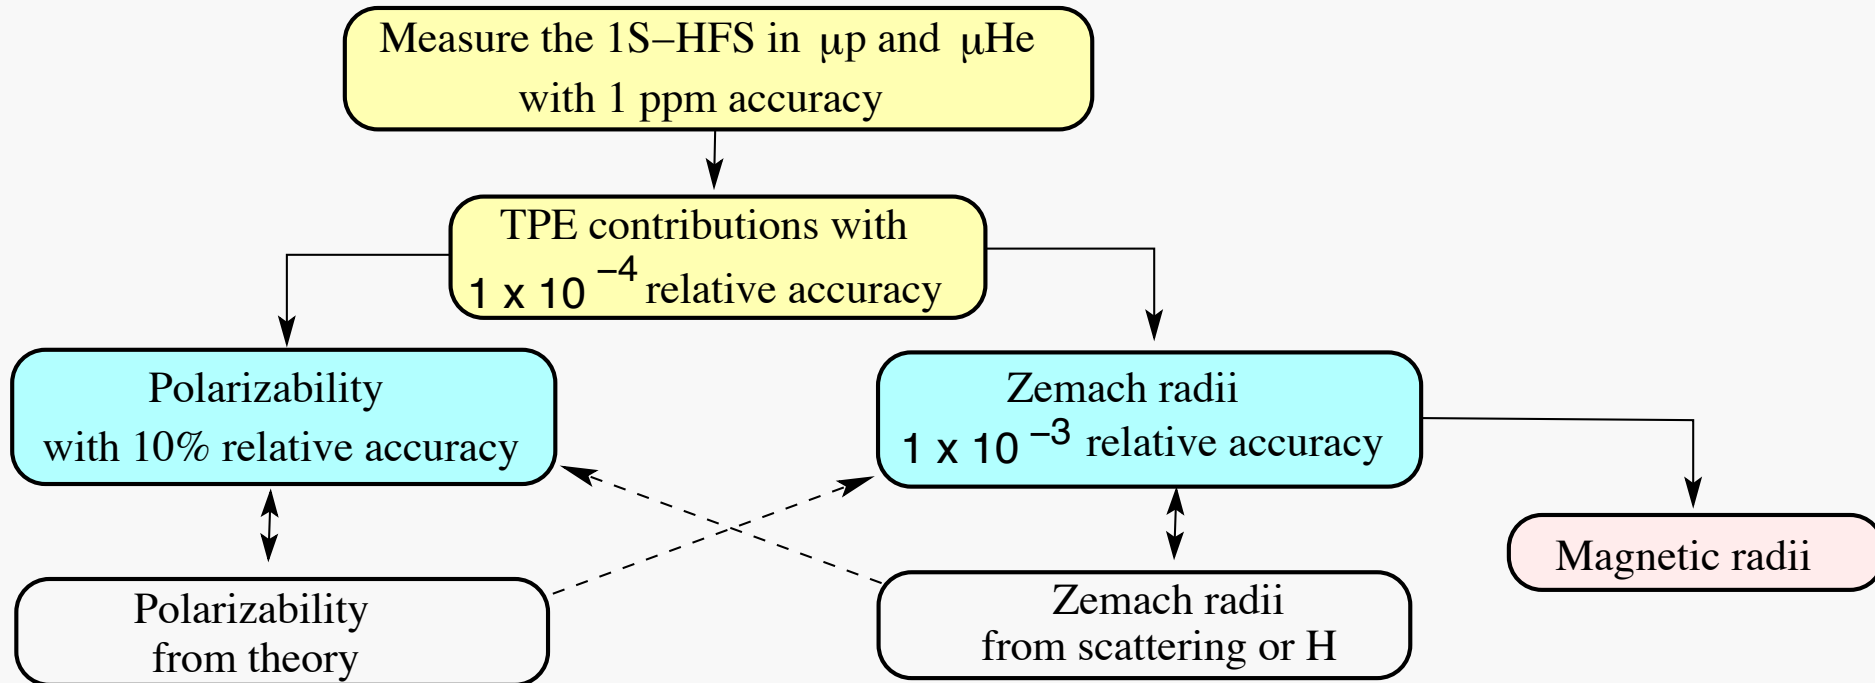 Measure the 1S–HFS in μp and μHe
with 1 ppm accuracy
TPE contributions with
1 x 10 ⁻⁴ relative accuracy
Polarizability
with 10% relative accuracy
Zemach radii
1 x 10 ⁻³ relative accuracy
Magnetic radii
Polarizability
from theory
Zemach radii
from scattering or H